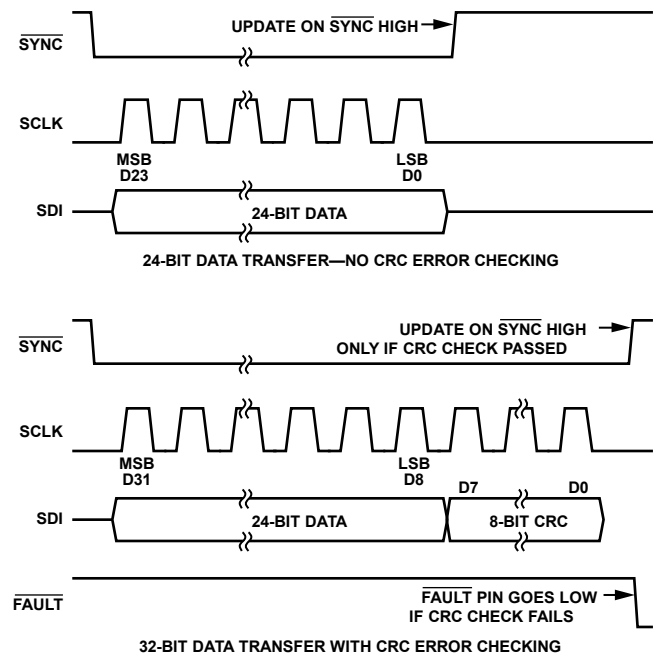 UPDATE ON SYNC HIGH
SYNC
SCLK
MSB
D23
LSB
D0
SDI
24-BIT DATA
24-BIT DATA TRANSFER—NO CRC ERROR CHECKING
UPDATE ON SYNC HIGH
ONLY IF CRC CHECK PASSED
SYNC
SCLK
MSB
D31
LSB
D8
D7
D0
SDI
24-BIT DATA
8-BIT CRC
FAULT
FAULT PIN GOES LOW
IF CRC CHECK FAILS
32-BIT DATA TRANSFER WITH CRC ERROR CHECKING